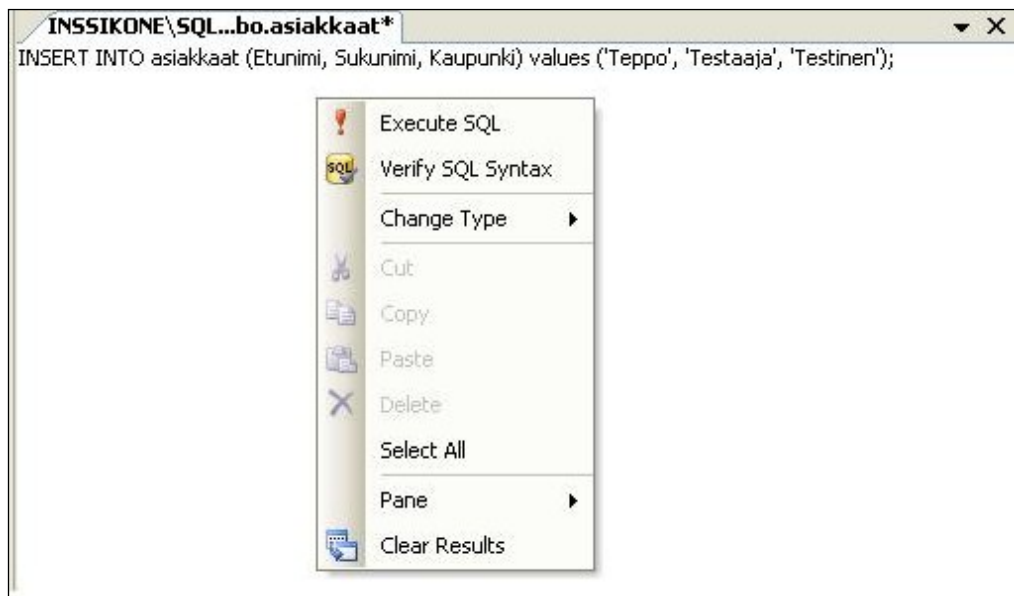 INSSIKONE\SQL...bo.asiakkaat*
INSERT INTO asiakkaat (Etunimi, Sukunimi, Kaupunki) values ('Teppo', 'Testaaja', 'Testinen');
Execute SQL
SQL
Verify SQL Syntax
Change Type
Cut
Copy
Paste
Delete
Select All
Pane
Clear Results